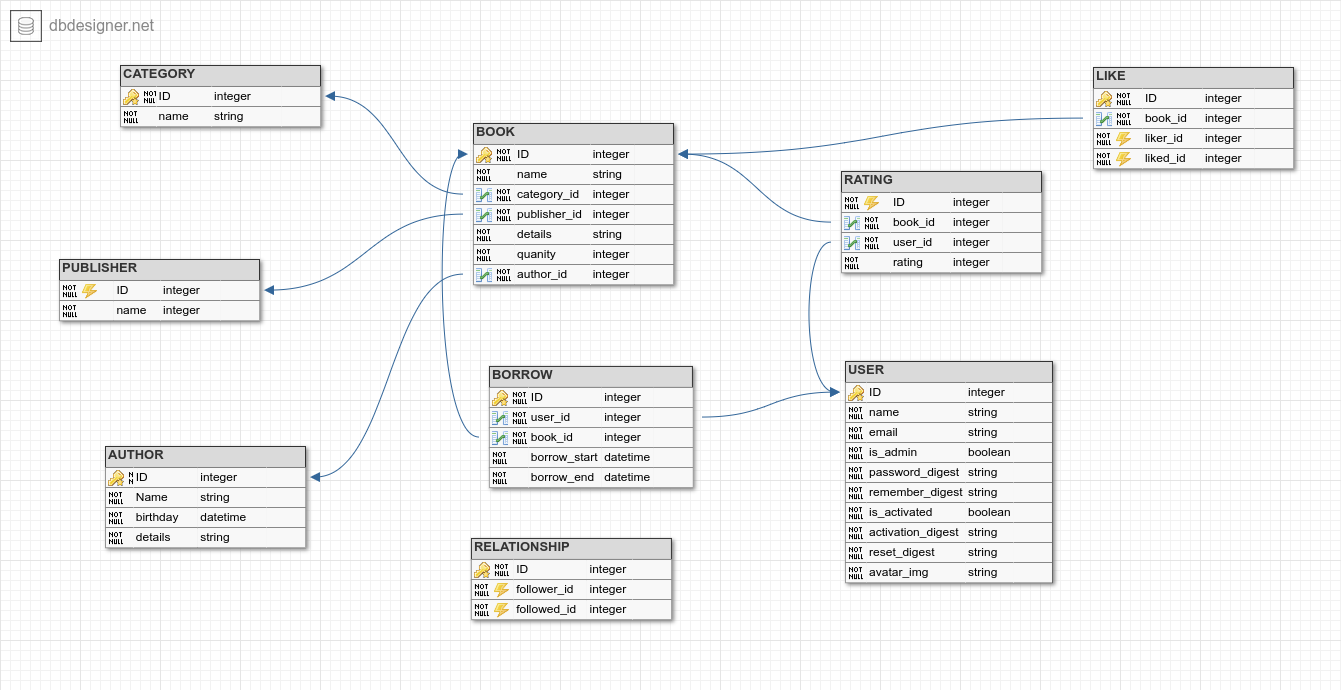 dbdesigner.net
CATEGORY
NOT NUL ID integer
NOT NULL name string
PUBLISHER
NOT NULL ID integer
NOT NULL name integer
AUTHOR
N N ID integer
NOT NULL Name string
NOT NULL birthday datetime
NOT NULL details string
BOOK
NOT NULL ID integer
NOT NULL name string
NOT NULL category_id integer
NOT NULL publisher_id integer
NOT NULL details string
NOT NULL quanity integer
NOT NULL author_id integer
BORROW
NOT NULL ID integer
NOT NULL user_id integer
NOT NULL book_id integer
NOT NULL borrow_start datetime
NOT NULL borrow_end datetime
RELATIONSHIP
NOT NULL ID integer
NOT NULL follower_id integer
NOT NULL followed_id integer
LIKE
NOT NULL ID integer
NOT NULL book_id integer
NOT NULL liker_id integer
NOT NULL liked_id integer
RATING
NOT NULL ID integer
NOT NULL book_id integer
NOT NULL user_id integer
NOT NULL rating integer
USER
ID integer
NOT NULL name string
NOT NULL email string
NOT NULL is_admin boolean
NOT NULL password_digest string
NOT NULL remember_digest string
NOT NULL is_activated boolean
NOT NULL activation_digest string
NOT NULL reset_digest string
NOT NULL avatar_img string